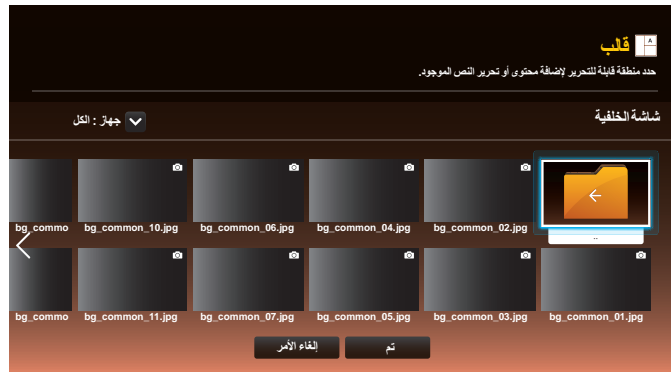 قالب
حدد منطقة قابلة للتحرير لإضافة محتوى أو تحرير النص الموجود.
شاشة الخلفية
جهاز : الكل
bg_common_02.jpg
bg_common_04.jpg
bg_common_06.jpg
bg_common_10.jpg
bg_commo
..
bg_common_01.jpg
bg_common_03.jpg
bg_common_05.jpg
bg_common_07.jpg
bg_common_11.jpg
bg_commo
تم
إلغاء الأمر